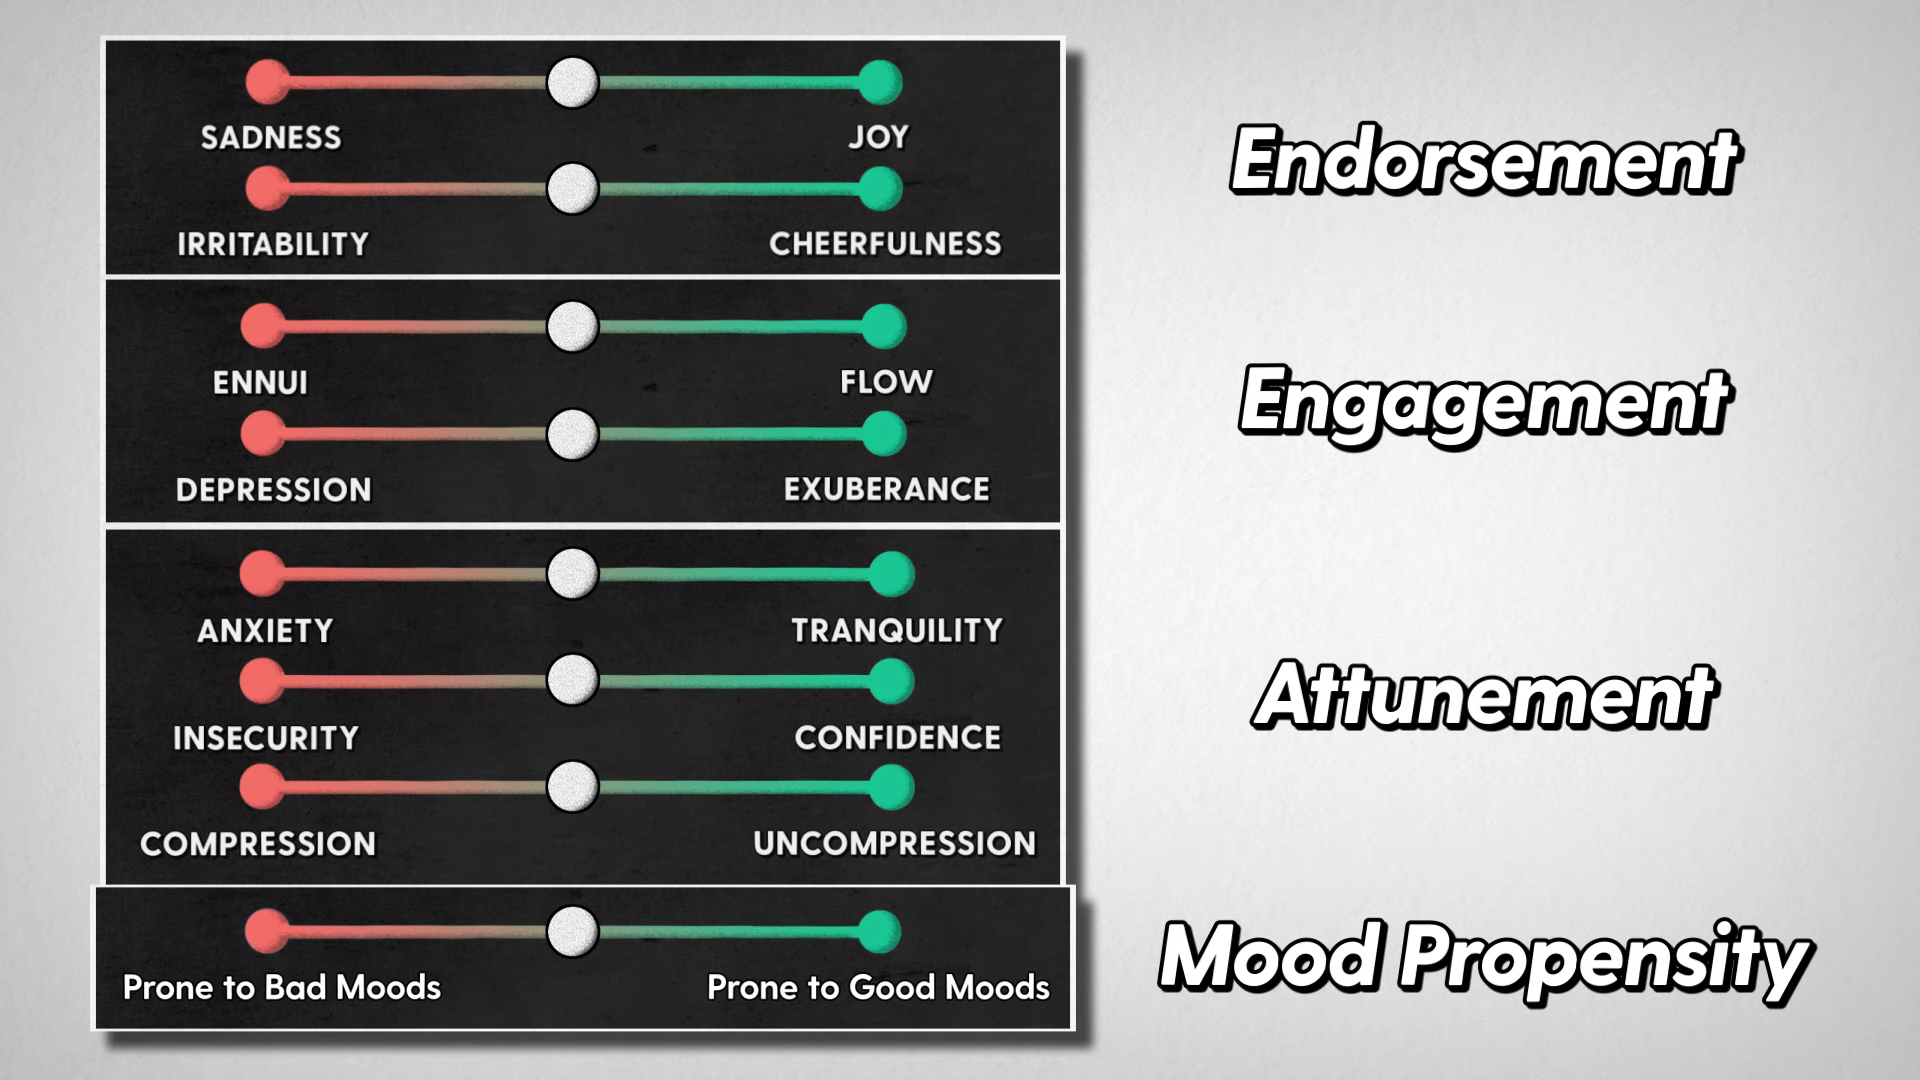 SADNESS JOY
IRRITABILITY CHEERFULNESS
Endorsement
ENNUI FLOW
DEPRESSION EXUBERANCE
Engagement
ANXIETY TRANQUILITY
INSECURITY CONFIDENCE
COMPRESSION UNCOMPRESSION
Attunement
Prone to Bad Moods Prone to Good Moods
Mood Propensity